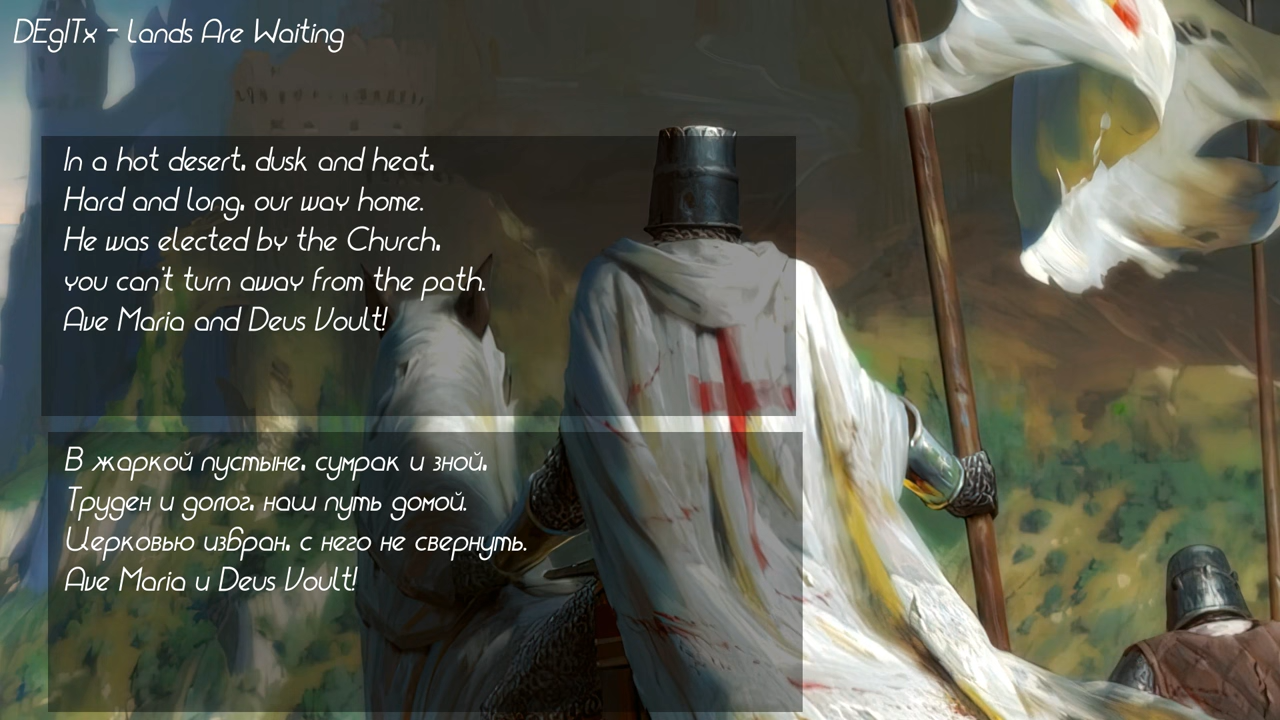 DEgITx - Lands Are Waiting
In a hot desert, dusk and heat,
Hard and long, our way home.
He was elected by the Church,
you can't turn away from the path.
Ave Maria and Deus Voult!
В жаркой пустыне, сумрак и зной,
Труден и долог, наш путь домой.
Церковью избран, с него не свернуть.
Ave Maria и Deus Voult!